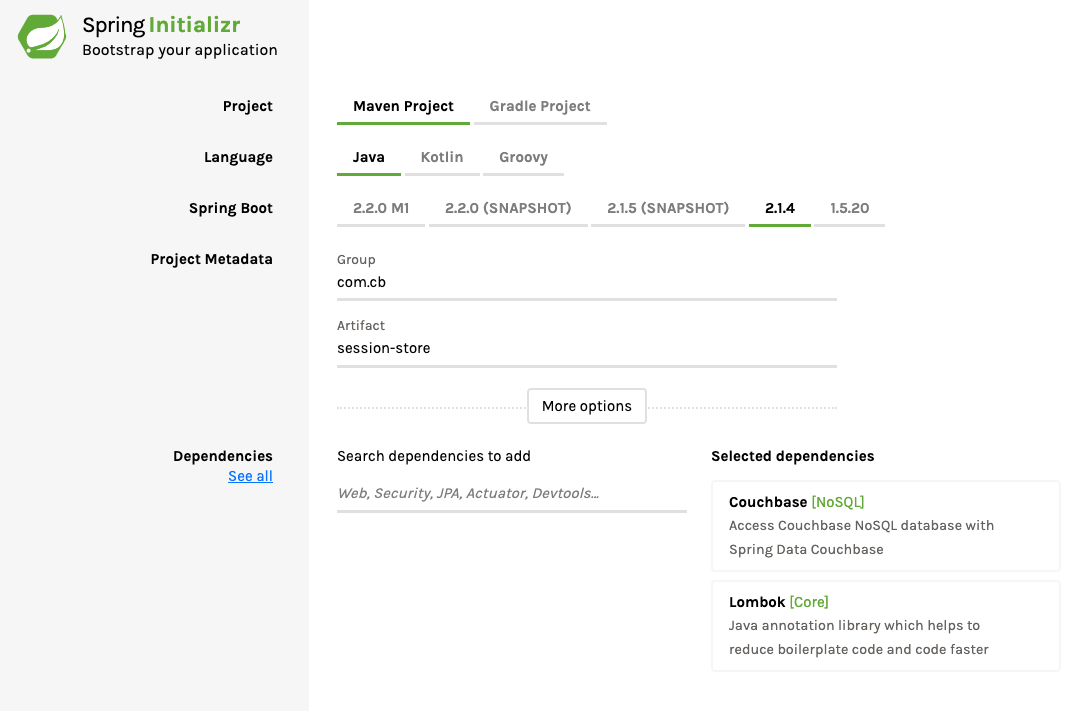 Spring Initializr
Bootstrap your application
Project
Maven Project Gradle Project
Language
Java Kotlin Groovy
Spring Boot
2.2.0 M1 2.2.0 (SNAPSHOT) 2.1.5 (SNAPSHOT) 2.1.4 1.5.20
Project Metadata
Group
com.cb
Artifact
session-store
More options
Dependencies
See all
Search dependencies to add
Web, Security, JPA, Actuator, Devtools...
Selected dependencies
Couchbase [NoSQL]
Access Couchbase NoSQL database with
Spring Data Couchbase
Lombok [Core]
Java annotation library which helps to
reduce boilerplate code and code faster